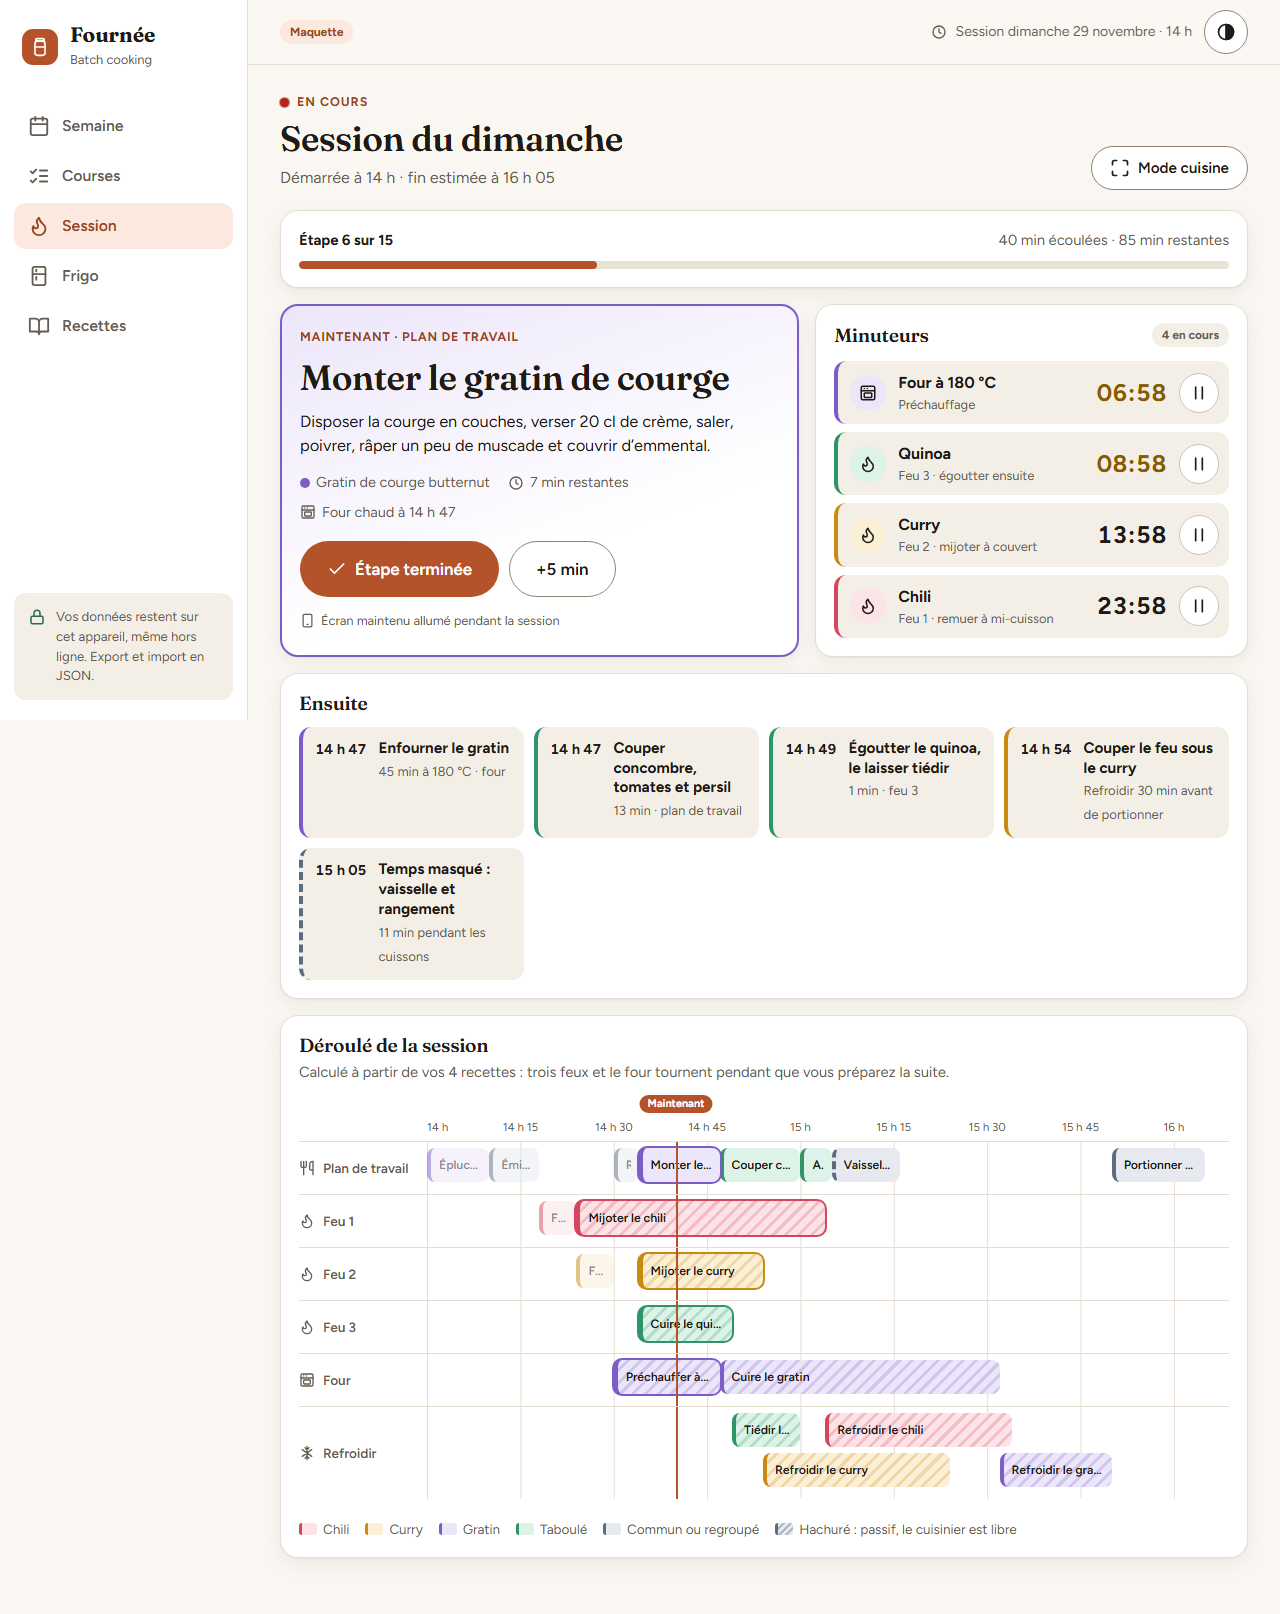 Fournée
Batch cooking
Semaine
Courses
Session
Frigo
Recettes
Vos données restent sur
cet appareil, même hors
ligne. Export et import en
JSON.
Maquette
Session dimanche 29 novembre · 14 h
EN COURS
Session du dimanche
Démarrée à 14 h · fin estimée à 16 h 05
Mode cuisine
Étape 6 sur 15
40 min écoulées · 85 min restantes
MAINTENANT · PLAN DE TRAVAIL
Monter le gratin de courge
Disposer la courge en couches, verser 20 cl de crème, saler,
poivrer, râper un peu de muscade et couvrir d’emmental.
Gratin de courge butternut
7 min restantes
Four chaud à 14 h 47
Étape terminée
+5 min
Écran maintenu allumé pendant la session
Minuteurs
4 en cours
Four à 180 °C
Préchauffage
06:58
Quinoa
Feu 3 · égoutter ensuite
08:58
Curry
Feu 2 · mijoter à couvert
13:58
Chili
Feu 1 · remuer à mi-cuisson
23:58
Ensuite
14 h 47
Enfourner le gratin
45 min à 180 °C · four
14 h 47
Couper
concombre,
tomates et persil
13 min · plan de travail
14 h 49
Égoutter le quinoa,
le laisser tiédir
1 min · feu 3
14 h 54
Couper le feu sous
le curry
Refroidir 30 min avant
de portionner
15 h 05
Temps masqué :
vaisselle et
rangement
11 min pendant les
cuissons
Déroulé de la session
Calculé à partir de vos 4 recettes : trois feux et le four tournent pendant que vous préparez la suite.
Maintenant
14 h
14 h 15
14 h 30
14 h 45
15 h
15 h 15
15 h 30
15 h 45
16 h
Plan de travail
Épluc…
Émi…
Monter le…
Couper c…
A.
Vaissel…
Portionner …
Feu 1
F…
Mijoter le chili
Feu 2
F…
Mijoter le curry
Feu 3
Cuire le qui…
Four
Préchauffer à…
Cuire le gratin
Refroidir
Tiédir l…
Refroidir le chili
Refroidir le curry
Refroidir le gra…
Chili
Curry
Gratin
Taboulé
Commun ou regroupé
Hachuré : passif, le cuisinier est libre